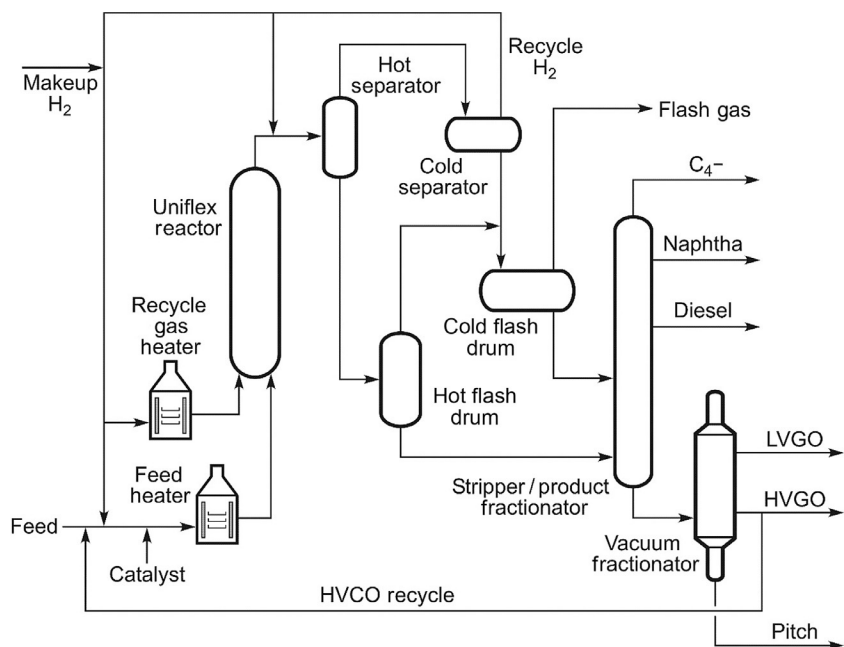 Makeup
H2
Hot
separator
Recycle
H2
Flash gas
Cold
separator
C4−
Uniflex
reactor
Naphtha
Recycle
gas
heater
Cold flash
drum
Diesel
Hot flash
drum
LVGO
Feed
heater
Stripper / product
fractionator
HVGO
Feed
Catalyst
Vacuum
fractionator
HVCO recycle
Pitch